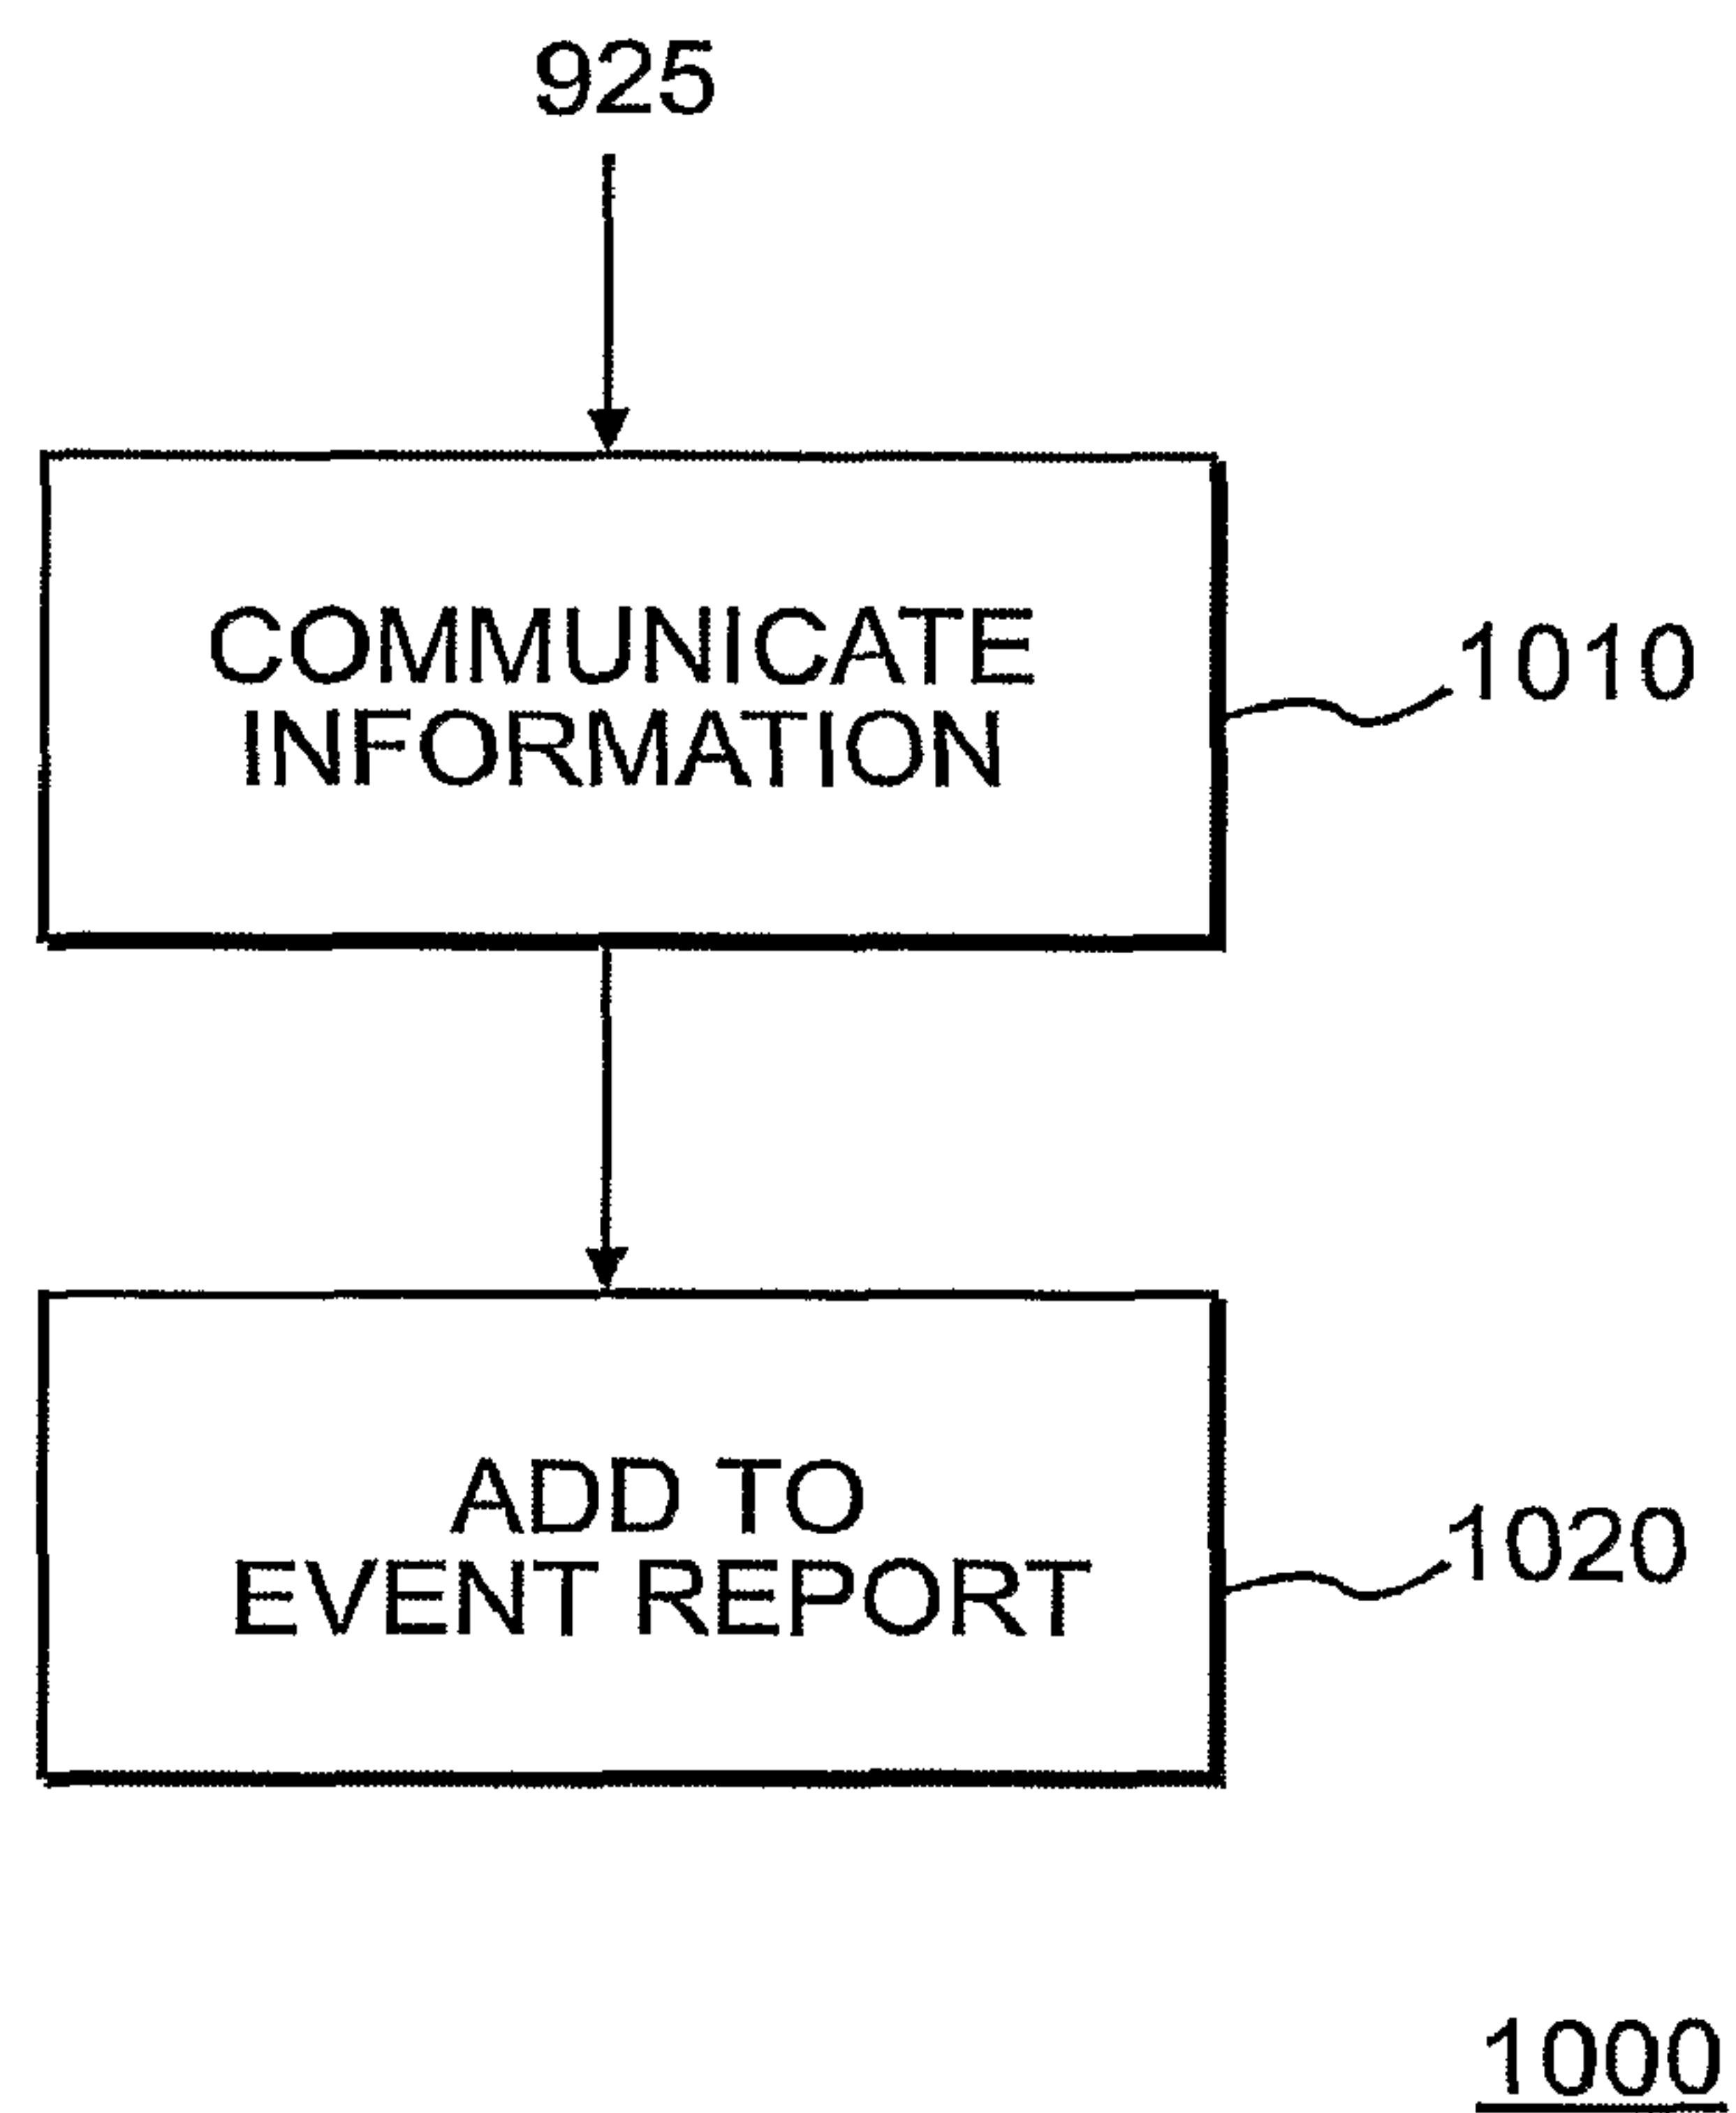 925
COMMUNICATE
INFORMATION
1010
ADD TO
EVENT REPORT
1020
1000